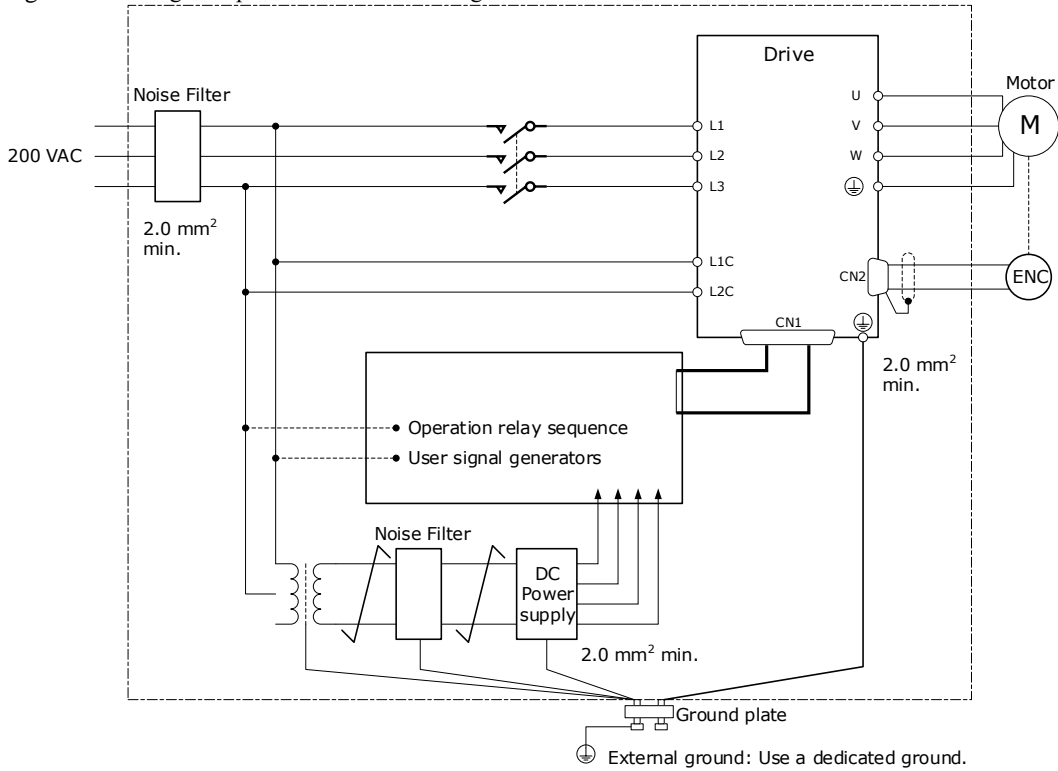 Drive
Noise Filter
Motor
U
V
M
W
L1
L2
L3
200 VAC
2.0 mm²
min.
L1C
L2C
CN2
ENC
CN1
2.0 mm²
min.
Operation relay sequence
User signal generators
Noise Filter
DC
Power
supply
2.0 mm² min.
Ground plate
External ground: Use a dedicated ground.